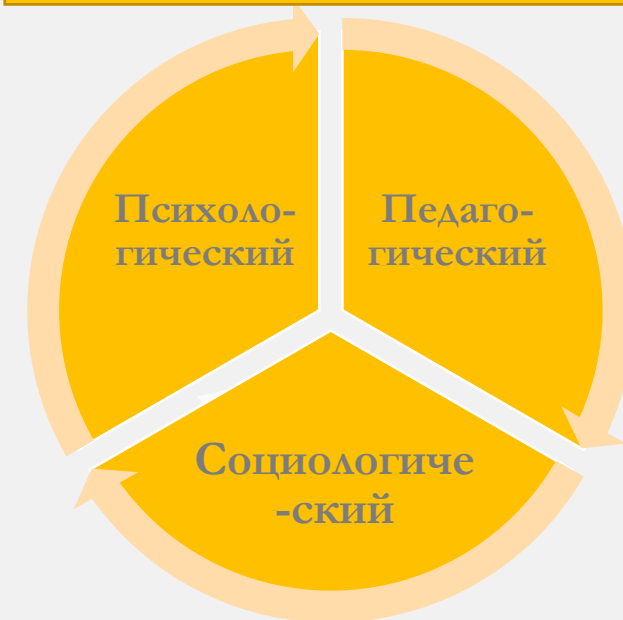 Психоло-
гический
Педаго-
гический
Социологиче
-ский